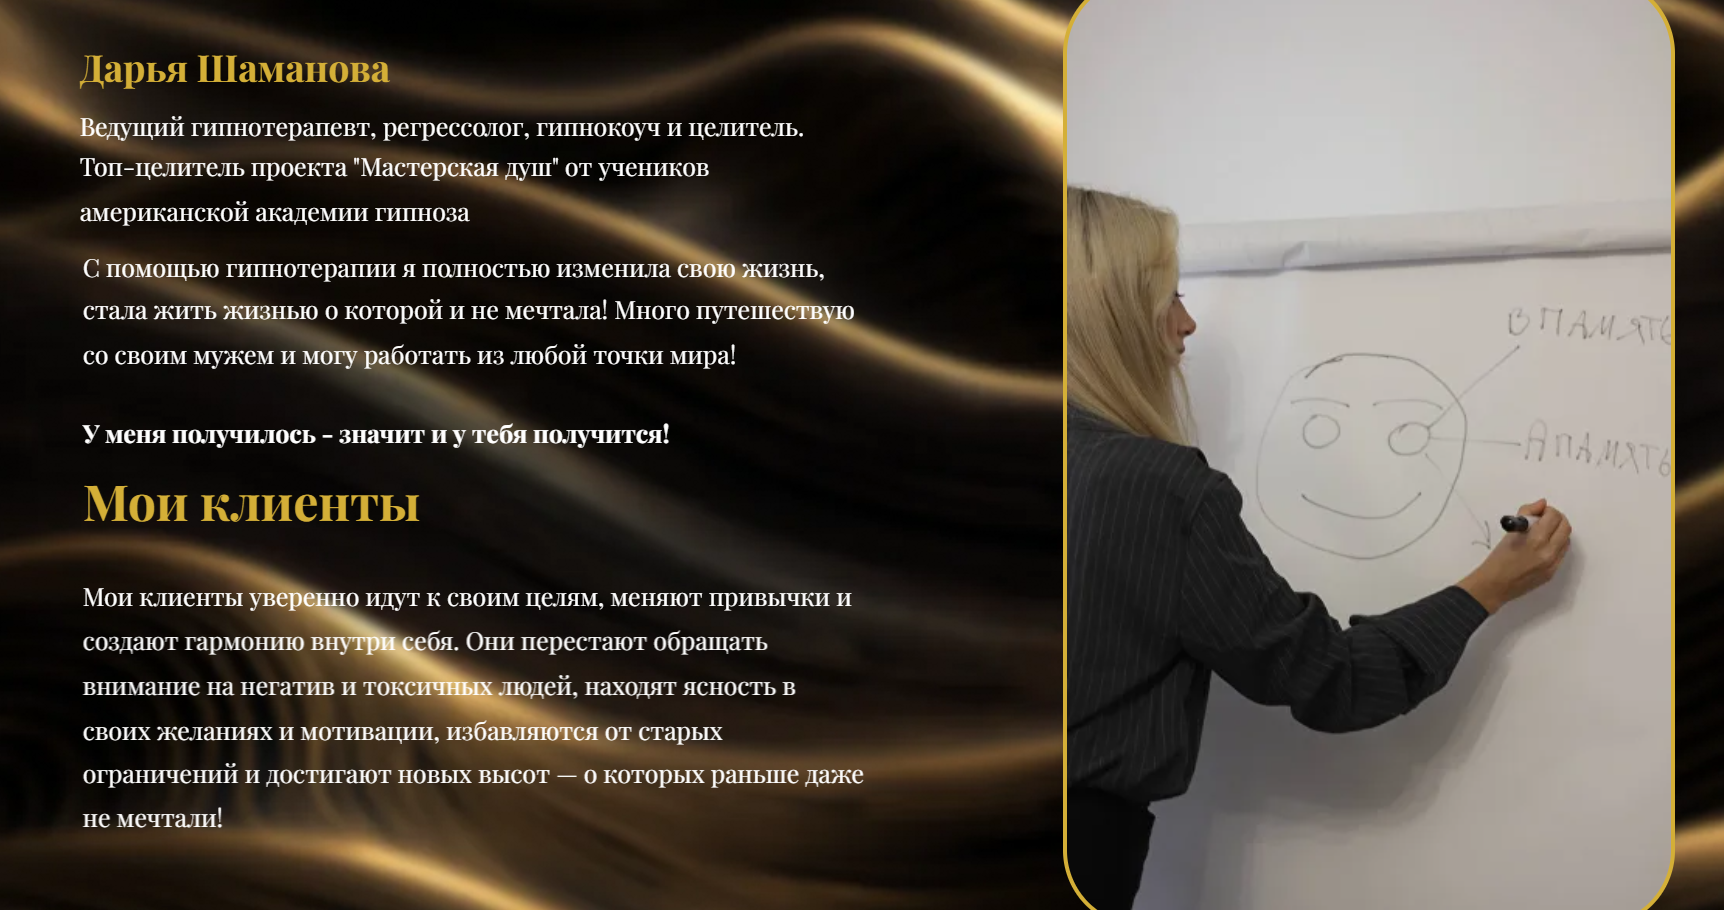 Дарья Шаманова
Ведущий гипнотерапевт, регрессолог, гипнокоуч и целитель.
Топ-целитель проекта "Мастерская душ" от учеников
американской академии гипноза
С помощью гипнотерапии я полностью изменила свою жизнь,
стала жить жизнью о которой и не мечтала! Много путешествую
со своим мужем и могу работать из любой точки мира!
У меня получилось - значит и у тебя получится!
Мои клиенты
Мои клиенты уверенно идут к своим целям, меняют привычки и
создают гармонию внутри себя. Они перестают обращать
внимание на негатив и токсичных людей, находят ясность в
своих желаниях и мотивации, избавляются от старых
ограничений и достигают новых высот — о которых раньше даже
не мечтали!
В ПАМЯТЬ
А ПАМЯТЬ